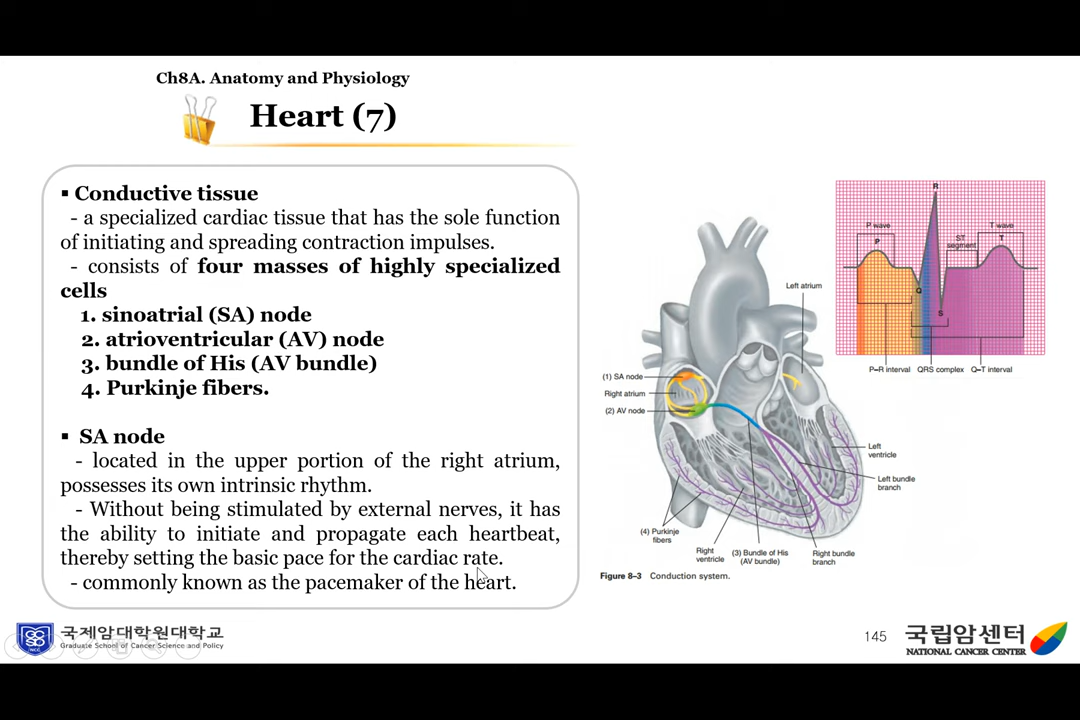 Ch8A. Anatomy and Physiology
Heart (7)
▪ Conductive tissue
- a specialized cardiac tissue that has the sole function
of initiating and spreading contraction impulses.
- consists of four masses of highly specialized
cells
1. sinoatrial (SA) node
2. atrioventricular (AV) node
3. bundle of His (AV bundle)
4. Purkinje fibers.
▪ SA node
- located in the upper portion of the right atrium,
possesses its own intrinsic rhythm.
- Without being stimulated by external nerves, it has
the ability to initiate and propagate each heartbeat,
thereby setting the basic pace for the cardiac rate.
- commonly known as the pacemaker of the heart.
R
P wave
T wave
P
ST
segment
T
Q
S
P–R interval
QRS complex
Q–T interval
Left atrium
(1) SA node
Right atrium
(2) AV node
Left
ventricle
Left bundle
branch
(4) Purkinje
fibers
Right
ventricle
(3) Bundle of His
(AV bundle)
Right bundle
branch
Figure 8–3 Conduction system.
국제암대학원대학교
Graduate School of Cancer Science and Policy
145
국립암센터
NATIONAL CANCER CENTER